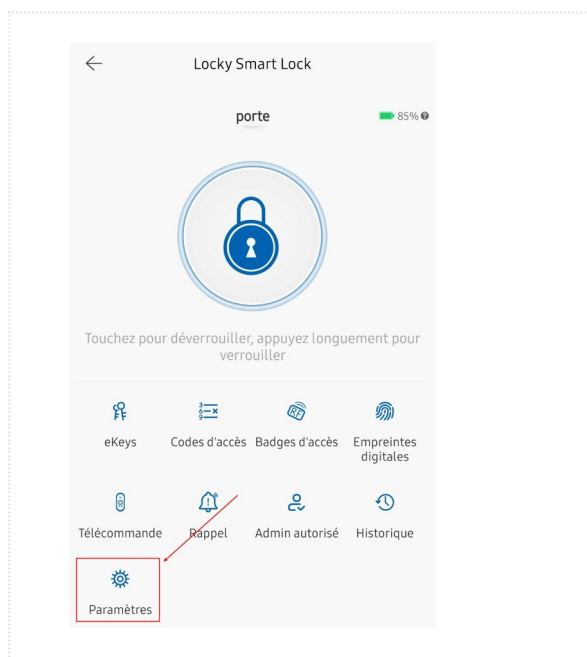 Locky Smart Lock
porte
85%
Touchez pour déverrouiller, appuyez longuement pour
verrouiller
eKeys
Codes d'accès
Badges d'accès
Empreintes
digitales
Télécommande
Rappel
Admin autorisé
Historique
Paramètres